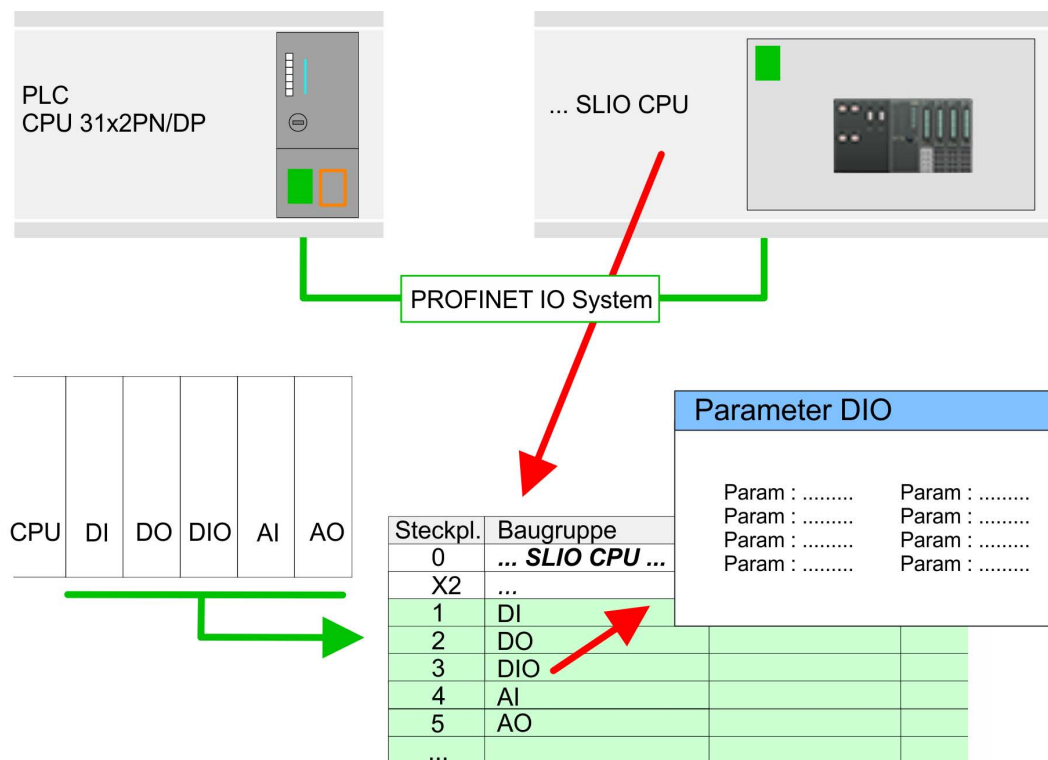 PLC
CPU 31x2PN/DP
... SLIO CPU
PROFINET IO System
CPU DI DO DIO AI AO
Parameter DIO
Param : ......... Param : .........
Param : ......... Param : .........
Param : ......... Param : .........
Param : ......... Param : .........
Steckpl. Baugruppe
0 ... SLIO CPU ...
X2 ...
1 DI
2 DO
3 DIO
4 AI
5 AO
...